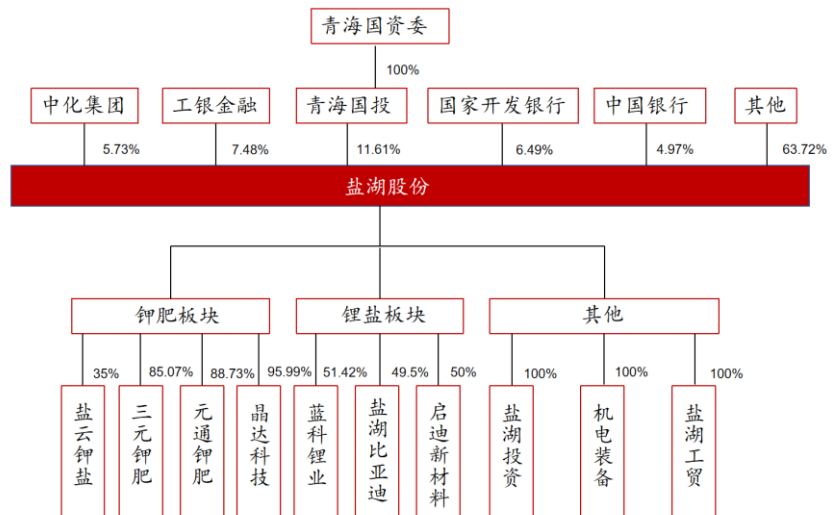 青海国资委
100%
中化集团
工银金融
青海国投
国家开发银行
中国银行
其他
5.73%
7.48%
11.61%
6.49%
4.97%
63.72%
盐湖股份
钾肥板块
锂盐板块
其他
35%
85.07%
88.73%
95.99%
51.42%
49.5%
50%
100%
100%
100%
盐云钾盐
三元钾肥
元通钾肥
晶达科技
蓝科锂业
盐湖比亚迪
启迪新材料
盐湖投资
机电装备
盐湖工贸